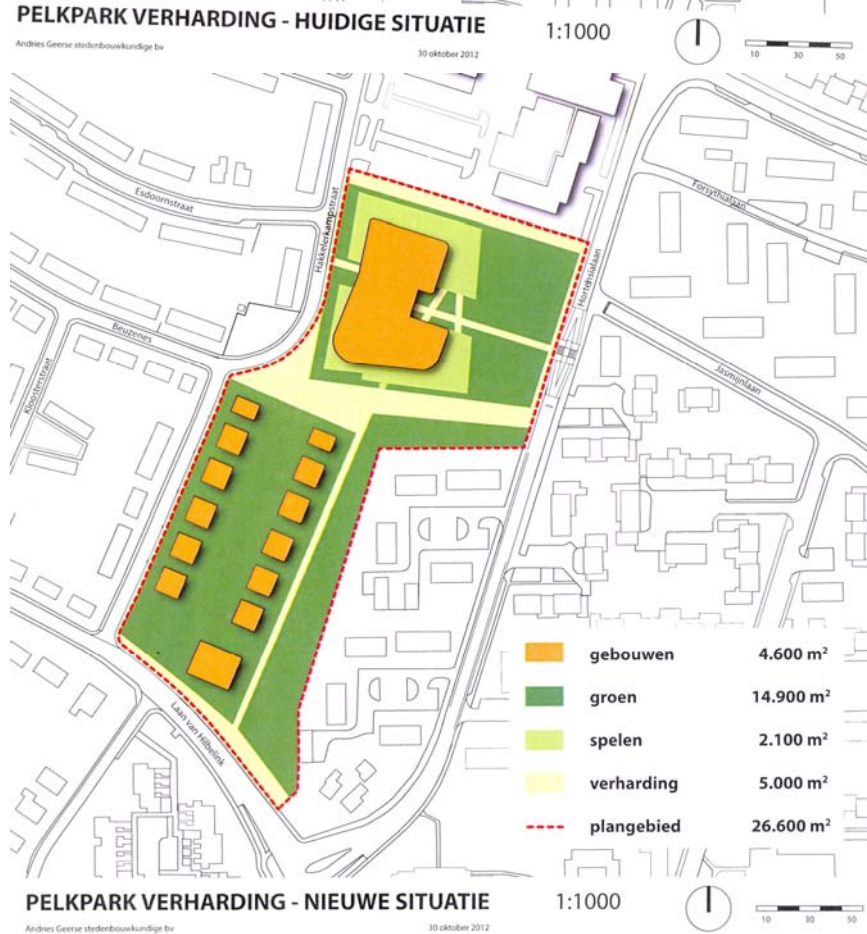 PELKPARK VERHARDING - HUIDIGE SITUATIE
1:1000
Andries Geerse stedenbouwkundige bv
30 oktober 2012
10 30 50
Esdoornstraat
Hakkelerkampstraat
Forsythialaan
Hortensialaan
Beuzenes
Kloosterstraat
Jasmijnlaan
Laan van Hilbelink
gebouwen 4.600 m²
groen 14.900 m²
spelen 2.100 m²
verharding 5.000 m²
plangebied 26.600 m²
PELKPARK VERHARDING - NIEUWE SITUATIE
1:1000
Andries Geerse stedenbouwkundige bv
30 oktober 2012
10 30 50